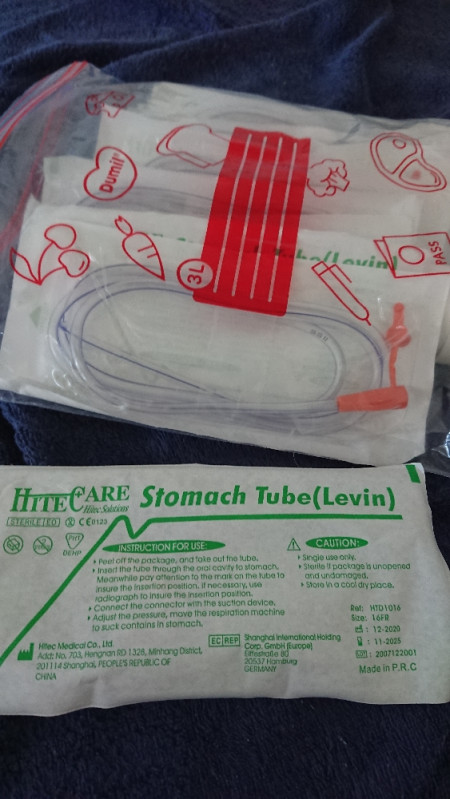 Dumil®
Tube(Levin)
PASS
3L
HITECARE
Hitec Solutions
Stomach Tube(Levin)
STERILE EO
CE0123
PHT
DEHP
INSTRUCTION FOR USE:
Peel off the package, and take out the tube.
Insert the tube through the oral cavity to stomach.
Meanwhile pay attention to the mark on the tube to
insure the insertion position, if necessary, use
radiograph to insure the insertion position.
Connect the connector with the suction device.
Adjust the pressure, move the respiration machine
to suck contains in stomach.
CAUTION:
Single use only.
Sterile if package is unopened
and undamaged.
Store in a cool dry place.
Ref: HTD1016
Size: 16FR
: 12-2020
: 11-2025
LOT: 2007122001
Made in P.R.C
Hitec Medical Co., Ltd.
Add: No. 703, Hengnan RD 1328, Minhang District,
201114 Shanghai, PEOPLE'S REPUBLIC OF
CHINA
EC REP
Shanghai International Holding
Corp. GmbH (Europe)
Eiffestraße 80
20537 Hamburg
GERMANY